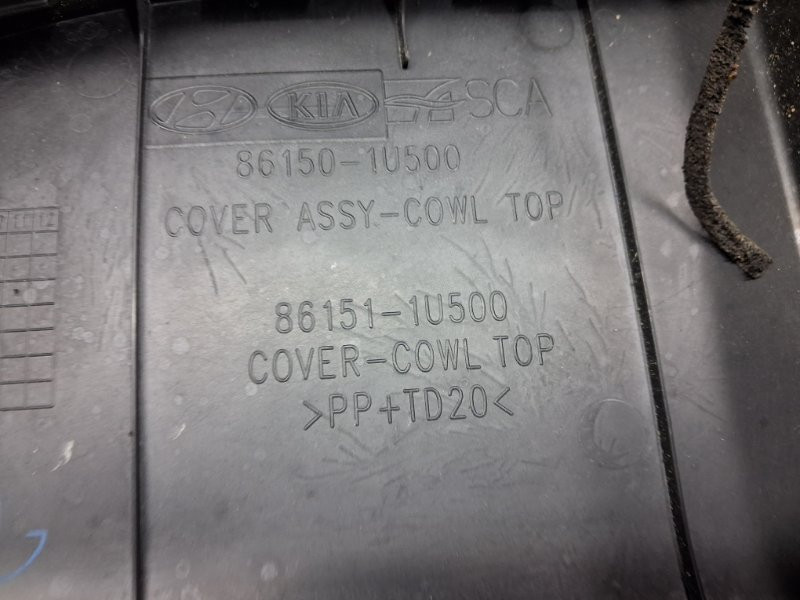 KIA SCA
86150-1U500
COVER ASSY-COWL TOP
86151-1U500
COVER-COWL TOP
>PP+TD20<